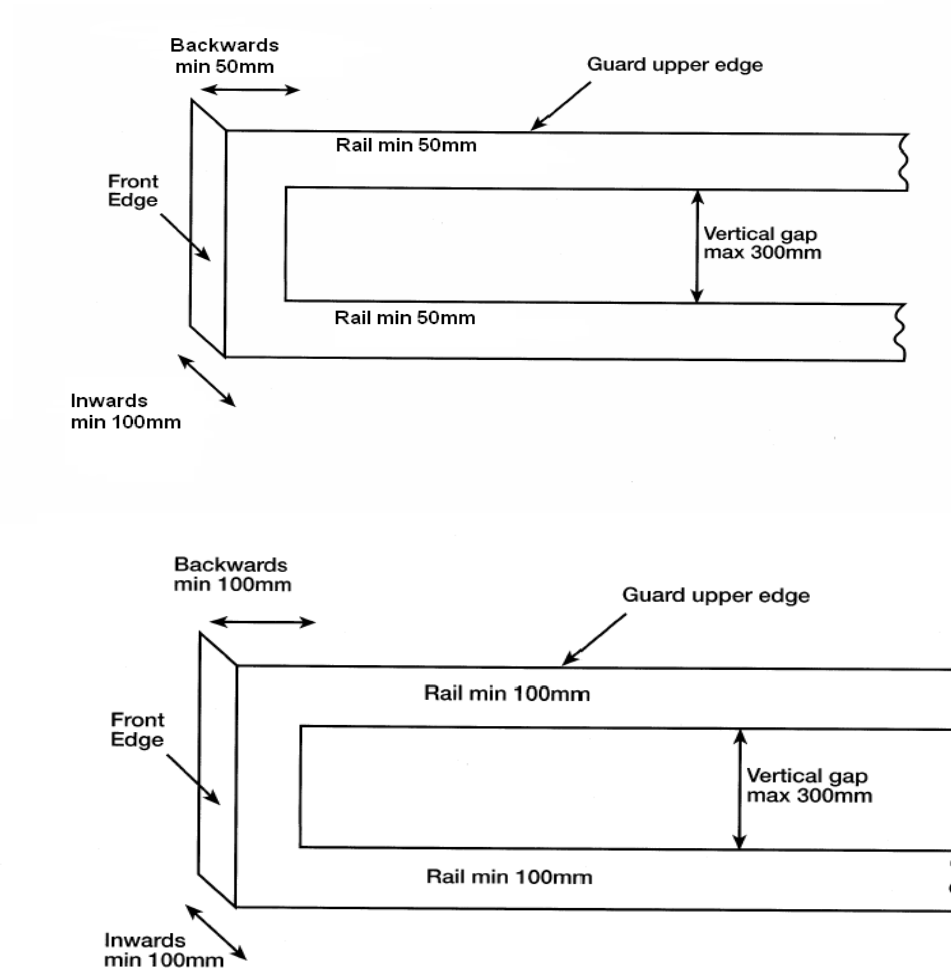 Backwards
min 50mm
Guard upper edge
Rail min 50mm
Front
Edge
Vertical gap
max 300mm
Rail min 50mm
Inwards
min 100mm
Backwards
min 100mm
Guard upper edge
Rail min 100mm
Front
Edge
Vertical gap
max 300mm
Rail min 100mm
Inwards
min 100mm